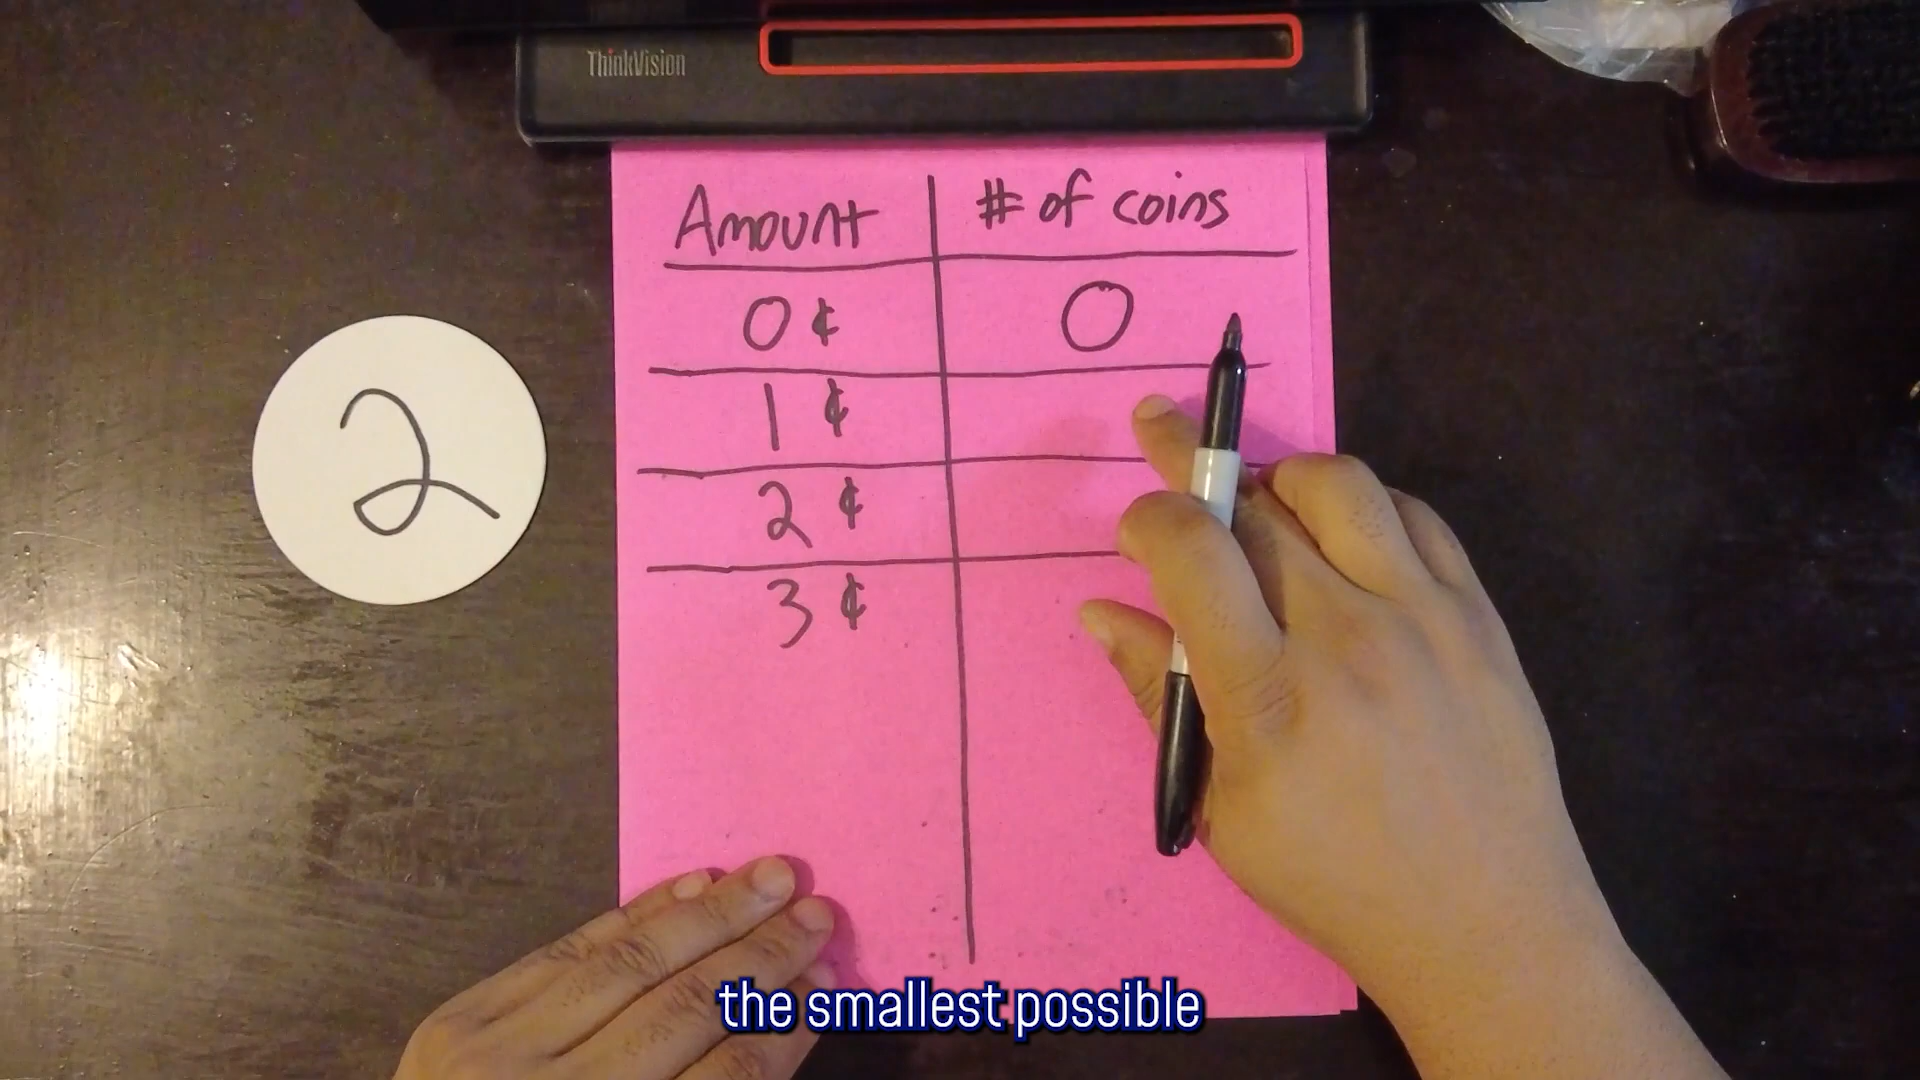 ThinkVision
Amount # of coins
0 ¢ 0
1 ¢
2 ¢
3 ¢
2
the smallest possible